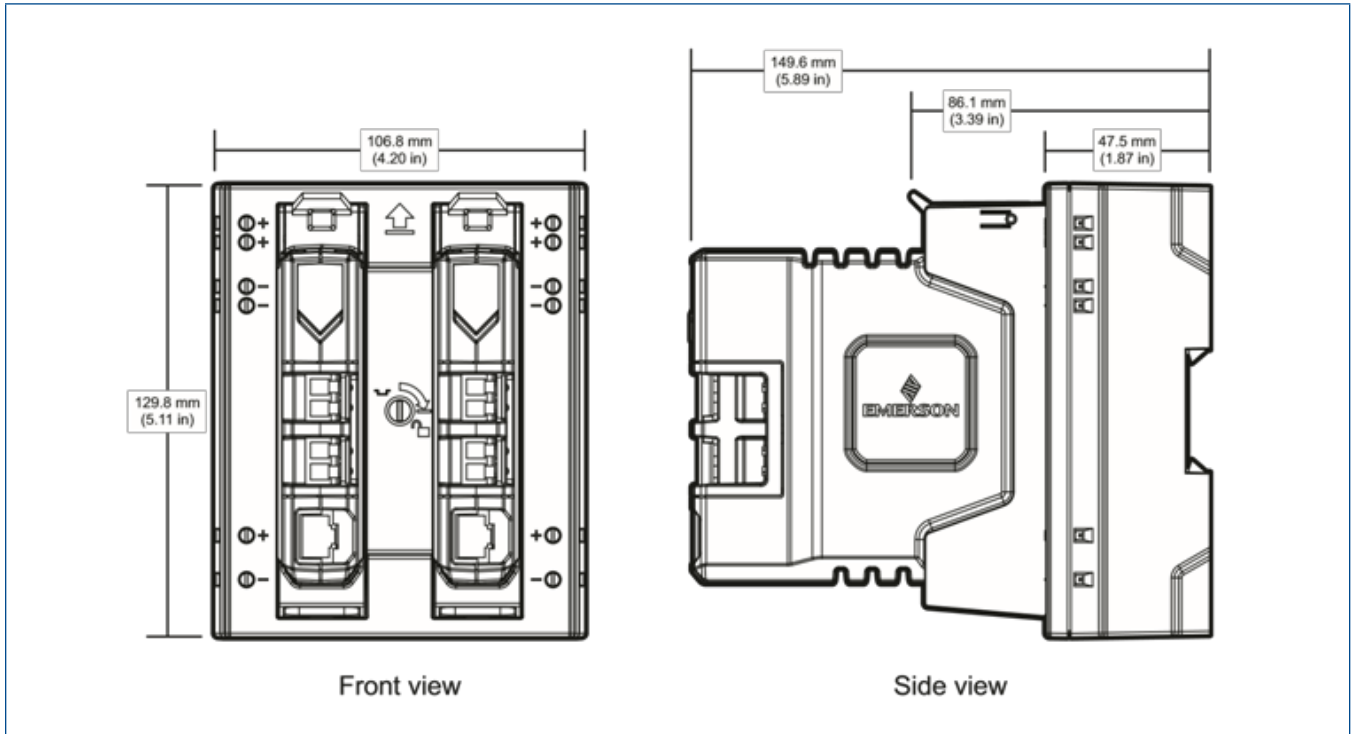 149.6 mm
(5.89 in)
86.1 mm
(3.39 in)
106.8 mm
(4.20 in)
47.5 mm
(1.87 in)
+ +
+ +
- -
- -
129.8 mm
(5.11 in)
EMERSON
+ +
- -
Front view
Side view